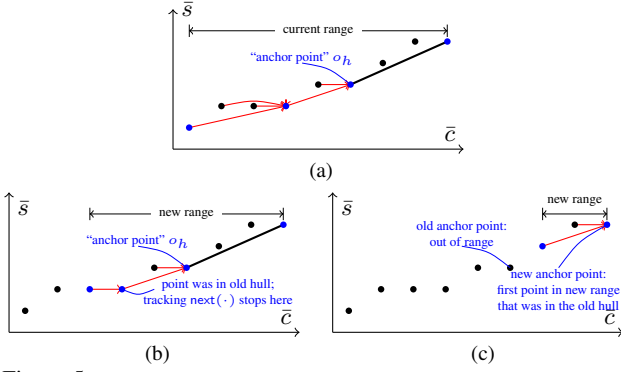 s̄
current range
“anchor point” oₕ
c̄
(a)
s̄
new range
“anchor point” oₕ
point was in old hull;
tracking next(·) stops here
c̄
(b)
s̄
new range
old anchor point:
out of range
new anchor point:
first point in new range
that was in the old hull
c̄
(c)